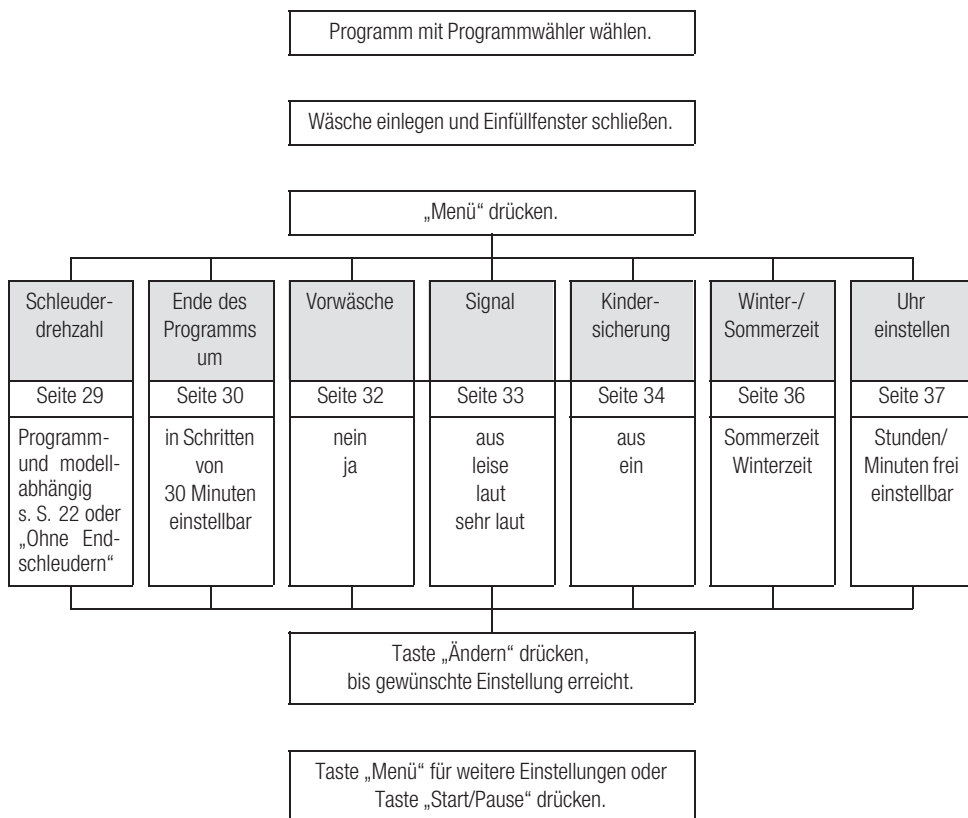 Programm mit Programmwähler wählen.
Wäsche einlegen und Einfüllfenster schließen.
„Menü“ drücken.
Schleuder-
drehzahl
Seite 29
Programm-
und modell-
abhängig
s. S. 22 oder
„Ohne End-
schleudern“
Ende des
Programms
um
Seite 30
in Schritten
von
30 Minuten
einstellbar
Vorwäsche
Seite 32
nein
ja
Signal
Seite 33
aus
leise
laut
sehr laut
Kinder-
sicherung
Seite 34
aus
ein
Winter-/
Sommerzeit
Seite 36
Sommerzeit
Winterzeit
Uhr
einstellen
Seite 37
Stunden/
Minuten frei
einstellbar
Taste „Ändern“ drücken,
bis gewünschte Einstellung erreicht.
Taste „Menü“ für weitere Einstellungen oder
Taste „Start/Pause“ drücken.